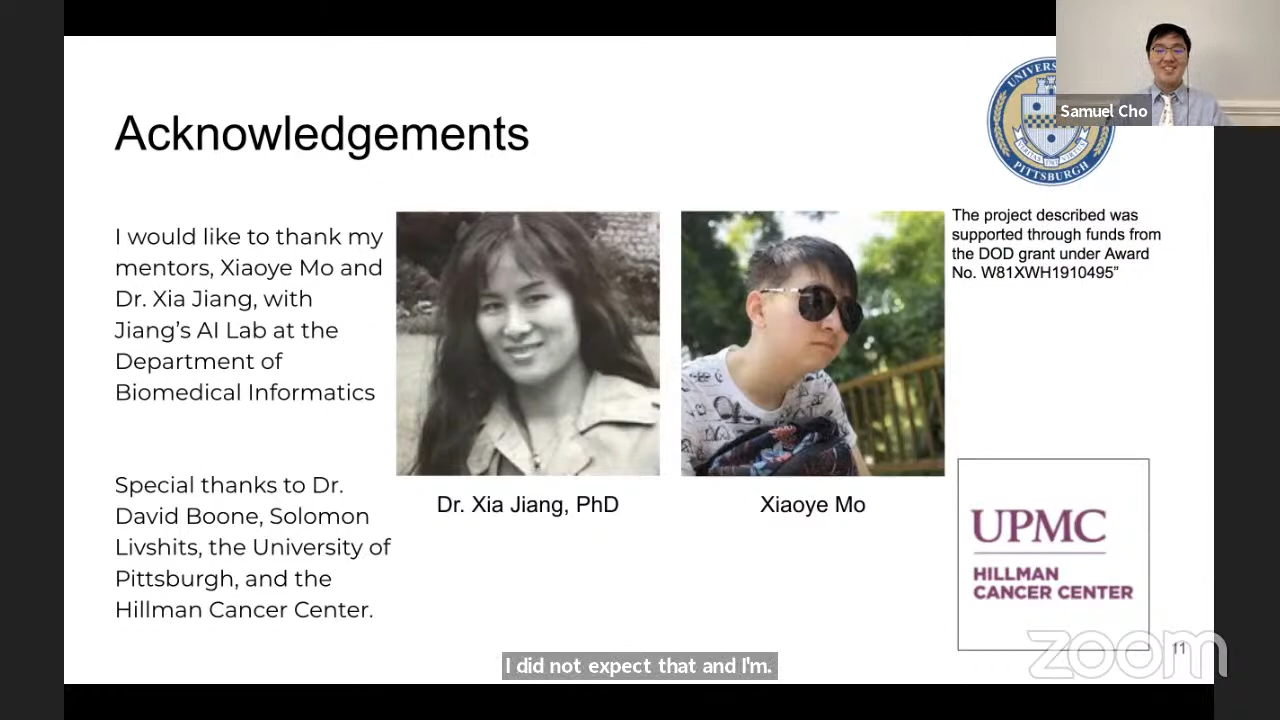 Samuel Cho
UNIVERS
PITTSBURGH
Acknowledgements
I would like to thank my
mentors, Xiaoye Mo and
Dr. Xia Jiang, with
Jiang's AI Lab at the
Department of
Biomedical Informatics
Special thanks to Dr.
David Boone, Solomon
Livshits, the University of
Pittsburgh, and the
Hillman Cancer Center.
Dr. Xia Jiang, PhD
Xiaoye Mo
The project described was
supported through funds from
the DOD grant under Award
No. W81XWH1910495”
UPMC
HILLMAN
CANCER CENTER
11
zoom
I did not expect that and I'm.